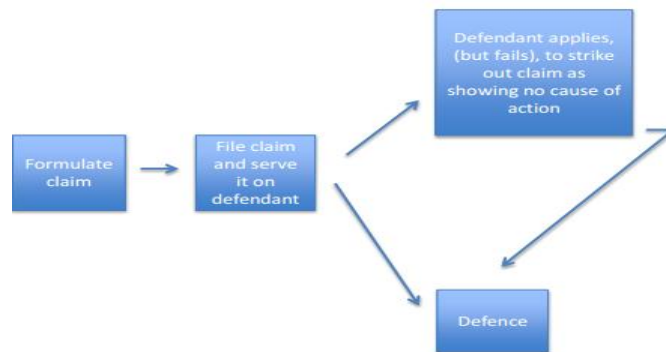 Formulate
claim
File claim
and serve
it on
defendant
Defendant applies,
(but fails), to strike
out claim as
showing no cause of
action
Defence